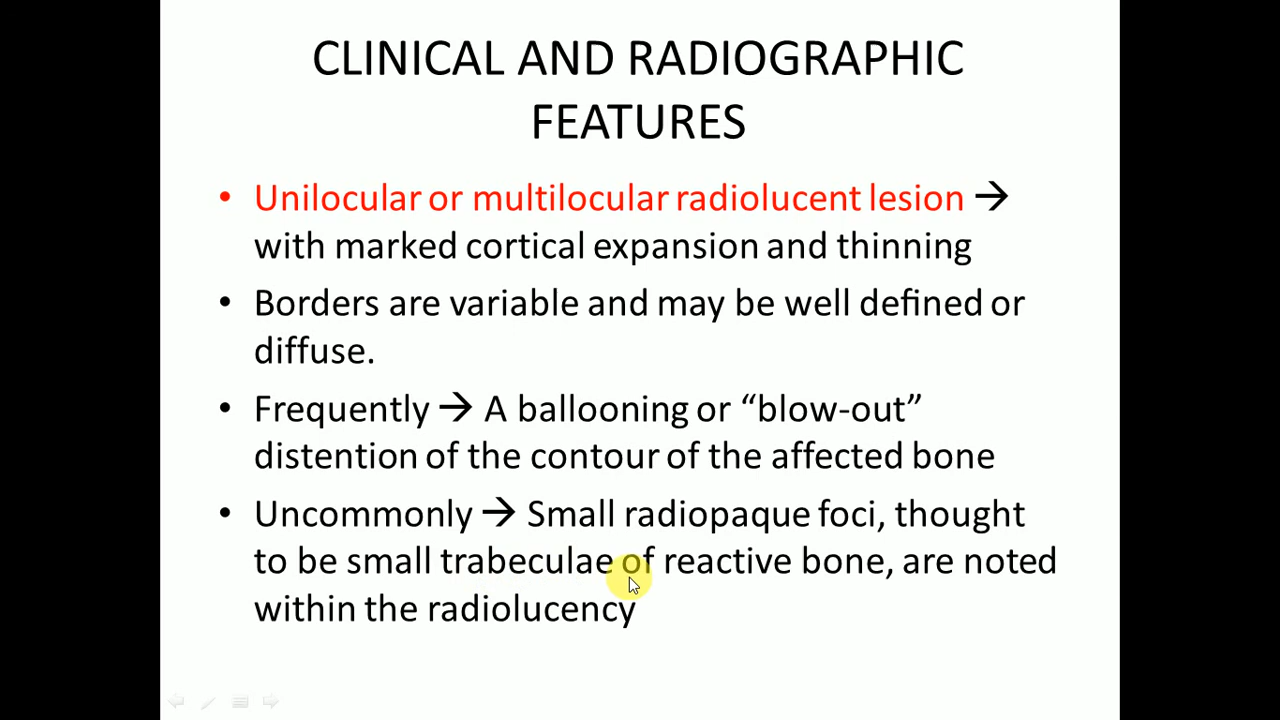 CLINICAL AND RADIOGRAPHIC
FEATURES
• Unilocular or multilocular radiolucent lesion →
with marked cortical expansion and thinning
• Borders are variable and may be well defined or
diffuse.
• Frequently → A ballooning or “blow-out”
distention of the contour of the affected bone
• Uncommonly → Small radiopaque foci, thought
to be small trabeculae of reactive bone, are noted
within the radiolucency